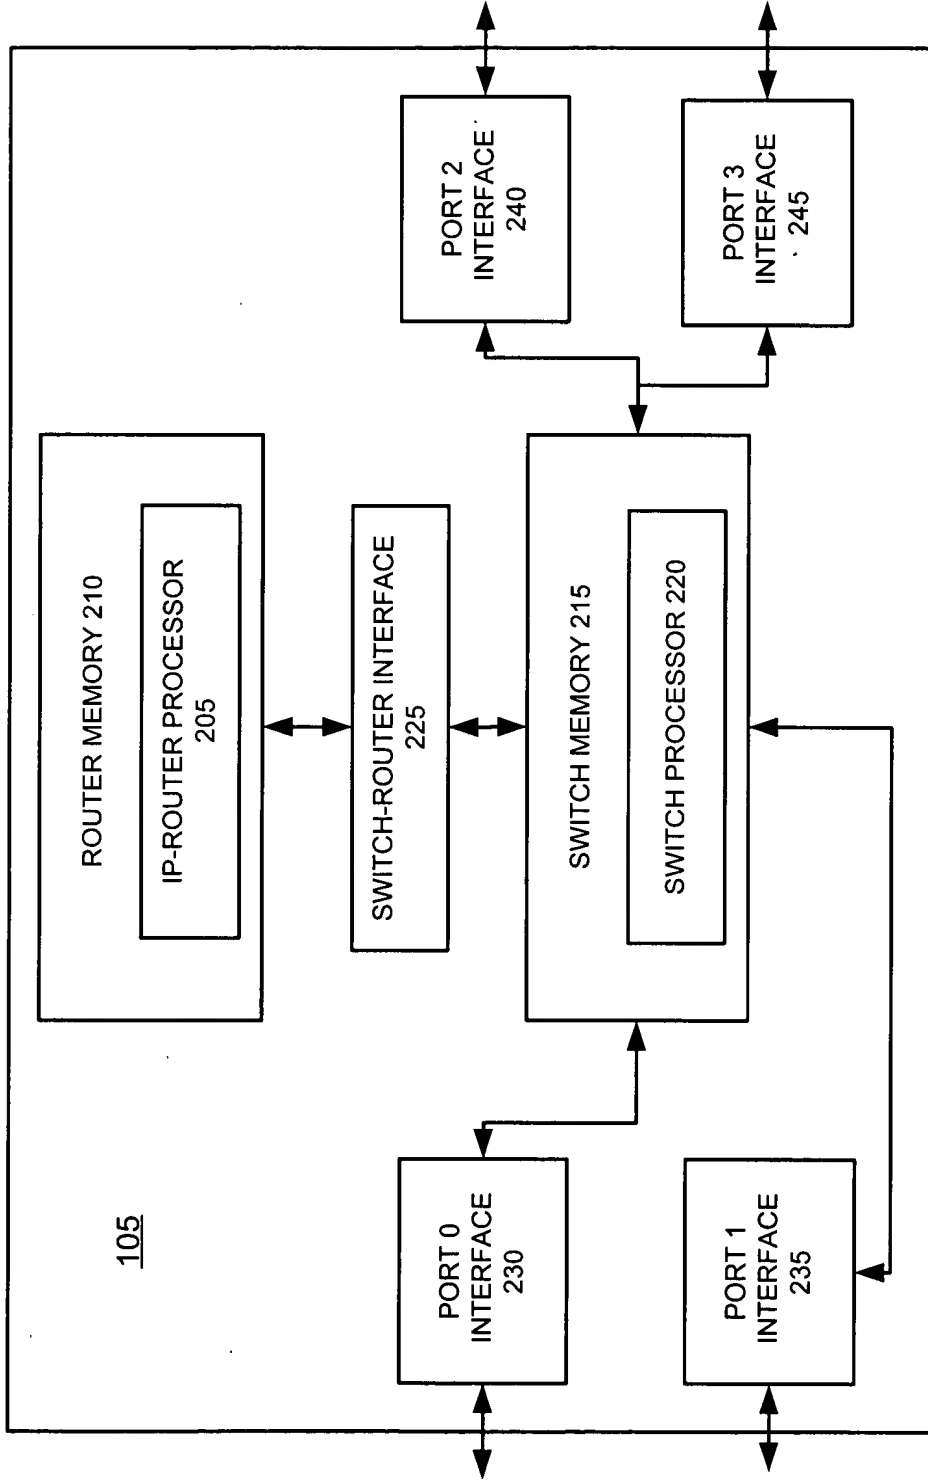 105
ROUTER MEMORY 210
IP-ROUTER PROCESSOR
205
SWITCH-ROUTER INTERFACE
225
PORT 0
INTERFACE
230
PORT 2
INTERFACE
240
SWITCH MEMORY 215
SWITCH PROCESSOR 220
PORT 1
INTERFACE
235
PORT 3
INTERFACE
245